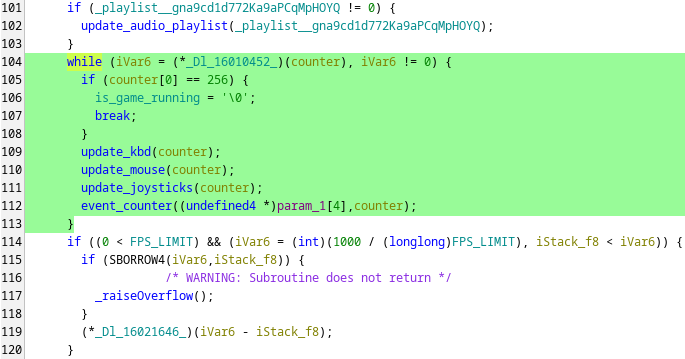 101 if (_playlist__gna9cd1d772Ka9aPCqMpHOYQ != 0) {
102 update_audio_playlist(_playlist__gna9cd1d772Ka9aPCqMpHOYQ);
103 }
104 while (iVar6 = (*_Dl_16010452_)(counter), iVar6 != 0) {
105 if (counter[0] == 256) {
106 is_game_running = '\0';
107 break;
108 }
109 update_kbd(counter);
110 update_mouse(counter);
111 update_joysticks(counter);
112 event_counter((undefined4 *)param_1[4],counter);
113 }
114 if ((0 < FPS_LIMIT) && (iVar6 = (int)(1000 / (longlong)FPS_LIMIT), iStack_f8 < iVar6)) {
115 if (SBORROW4(iVar6,iStack_f8)) {
116 /* WARNING: Subroutine does not return */
117 _raiseOverflow();
118 }
119 (*_Dl_16021646_)(iVar6 - iStack_f8);
120 }